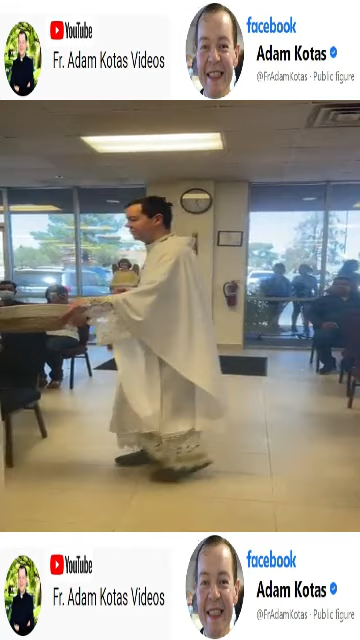 YouTube
Fr. Adam Kotas Videos
facebook
Adam Kotas
@FrAdamKotas · Public figure
YouTube
Fr. Adam Kotas Videos
facebook
Adam Kotas
@FrAdamKotas · Public figure